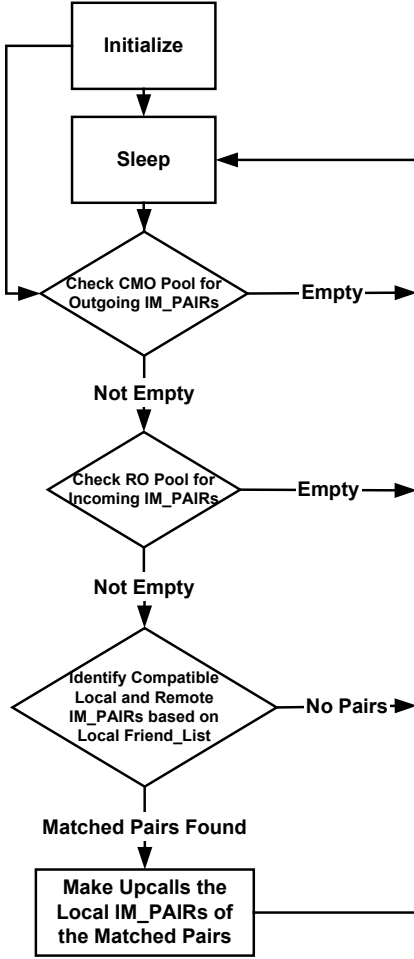 Initialize
Sleep
Check CMO Pool for
Outgoing IM_PAIRs
Empty
Not Empty
Check RO Pool for
Incoming IM_PAIRs
Empty
Not Empty
Identify Compatible
Local and Remote
IM_PAIRs based on
Local Friend_List
No Pairs
Matched Pairs Found
Make Upcalls the
Local IM_PAIRs of
the Matched Pairs